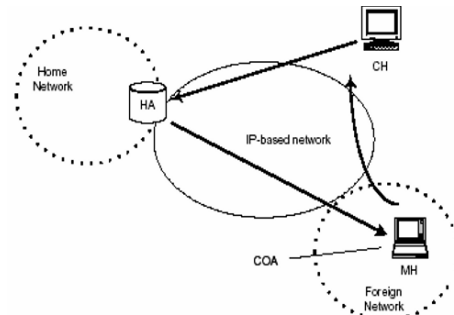 CH
Home
Network
HA
IP-based network
COA
MH
Foreign
Network